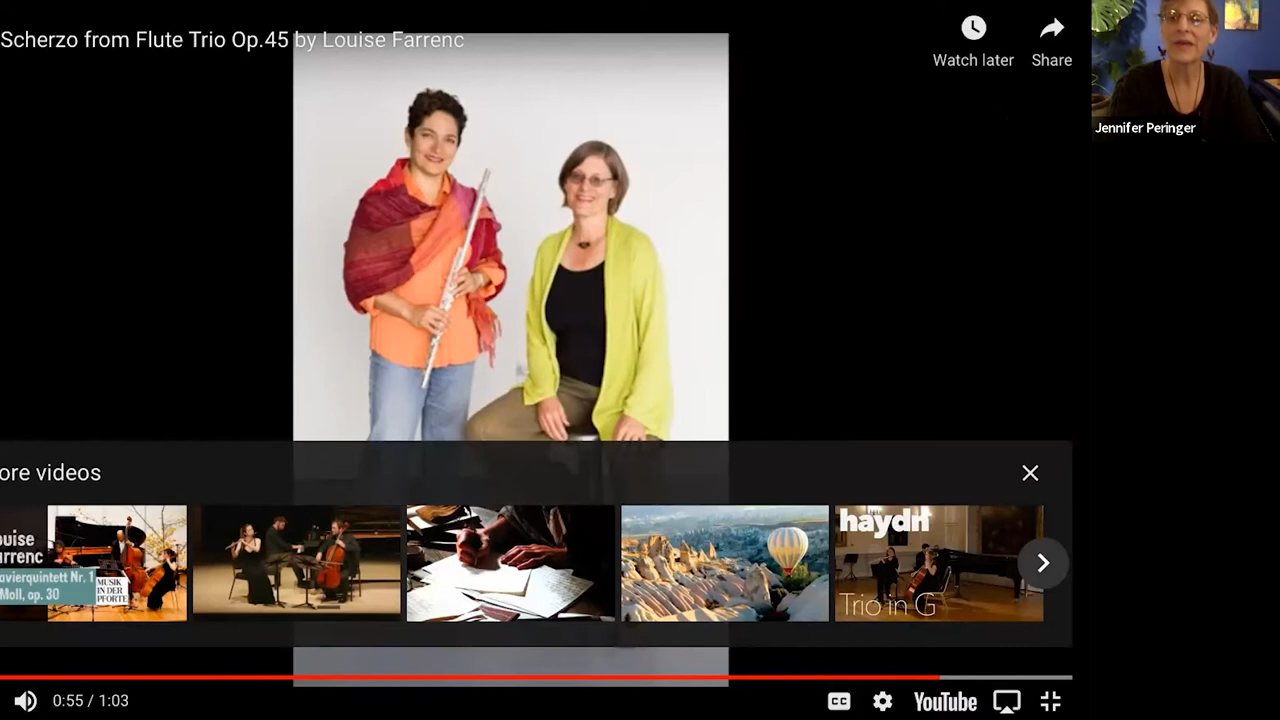 Scherzo from Flute Trio Op.45 by Louise Farrenc
Watch later
Share
Jennifer Peringer
ore videos
ouise
arrenc
avierquintett Nr. 1
Moll, op. 30
MUSIK
IN DER
PFORTE
haydn
Trio in G
0:55 / 1:03
CC
YouTube